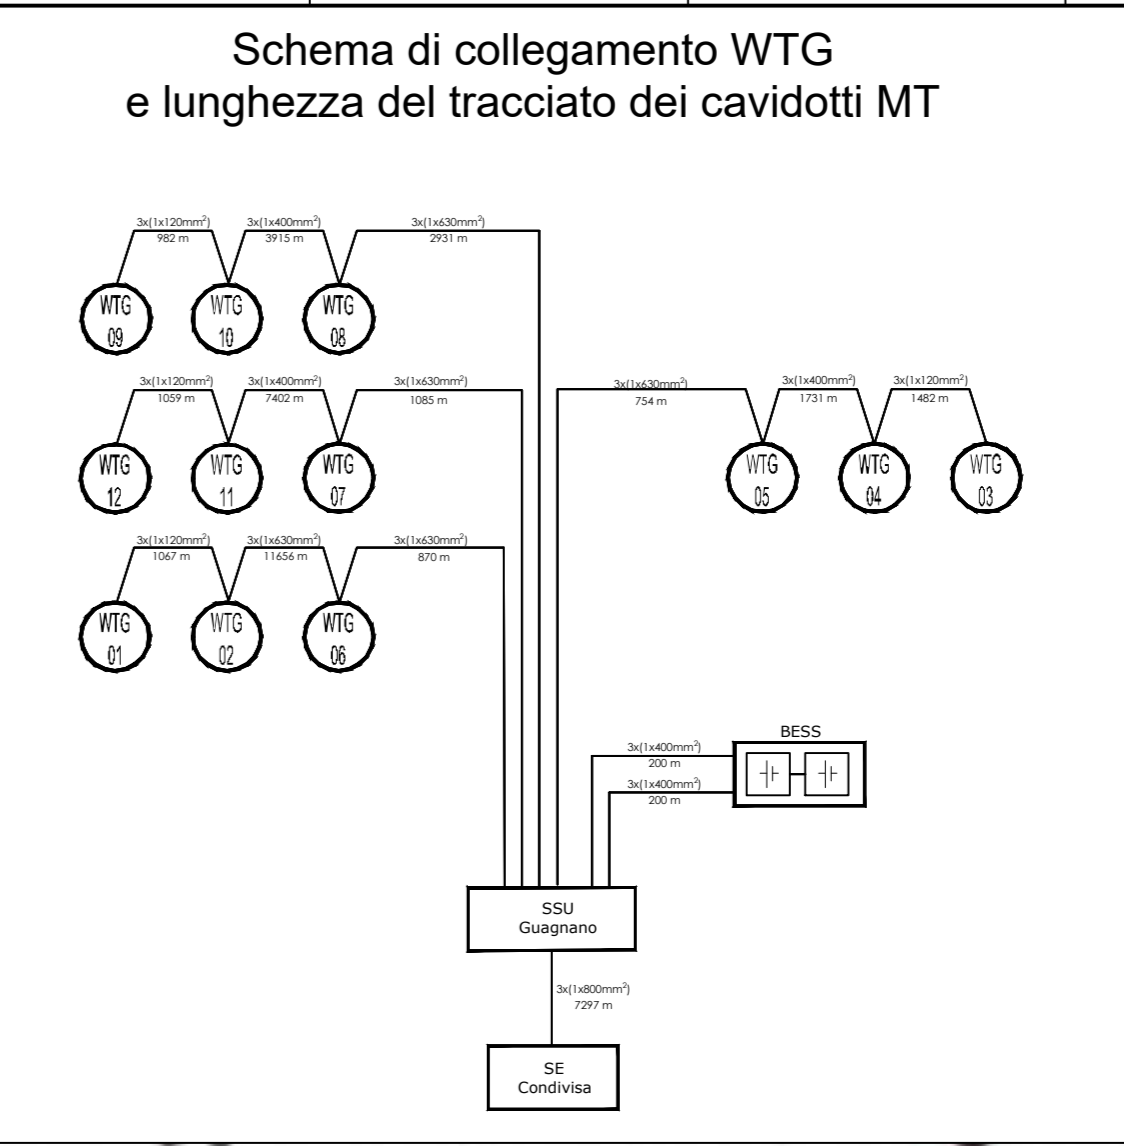 Schema di collegamento WTG
e lunghezza del tracciato dei cavidotti MT
3x(1x120mm²)
982 m
3x(1x400mm²)
3915 m
3x(1x630mm²)
2931 m
WTG
09
WTG
10
WTG
08
3x(1x120mm²)
1059 m
3x(1x400mm²)
7402 m
3x(1x630mm²)
1085 m
3x(1x630mm²)
754 m
3x(1x400mm²)
1731 m
3x(1x120mm²)
1482 m
WTG
12
WTG
11
WTG
07
WTG
05
WTG
04
WTG
03
3x(1x120mm²)
1067 m
3x(1x630mm²)
11656 m
3x(1x630mm²)
870 m
WTG
01
WTG
02
WTG
06
BESS
3x(1x400mm²)
200 m
3x(1x400mm²)
200 m
SSU
Guagnano
3x(1x800mm²)
7297 m
SE
Condivisa